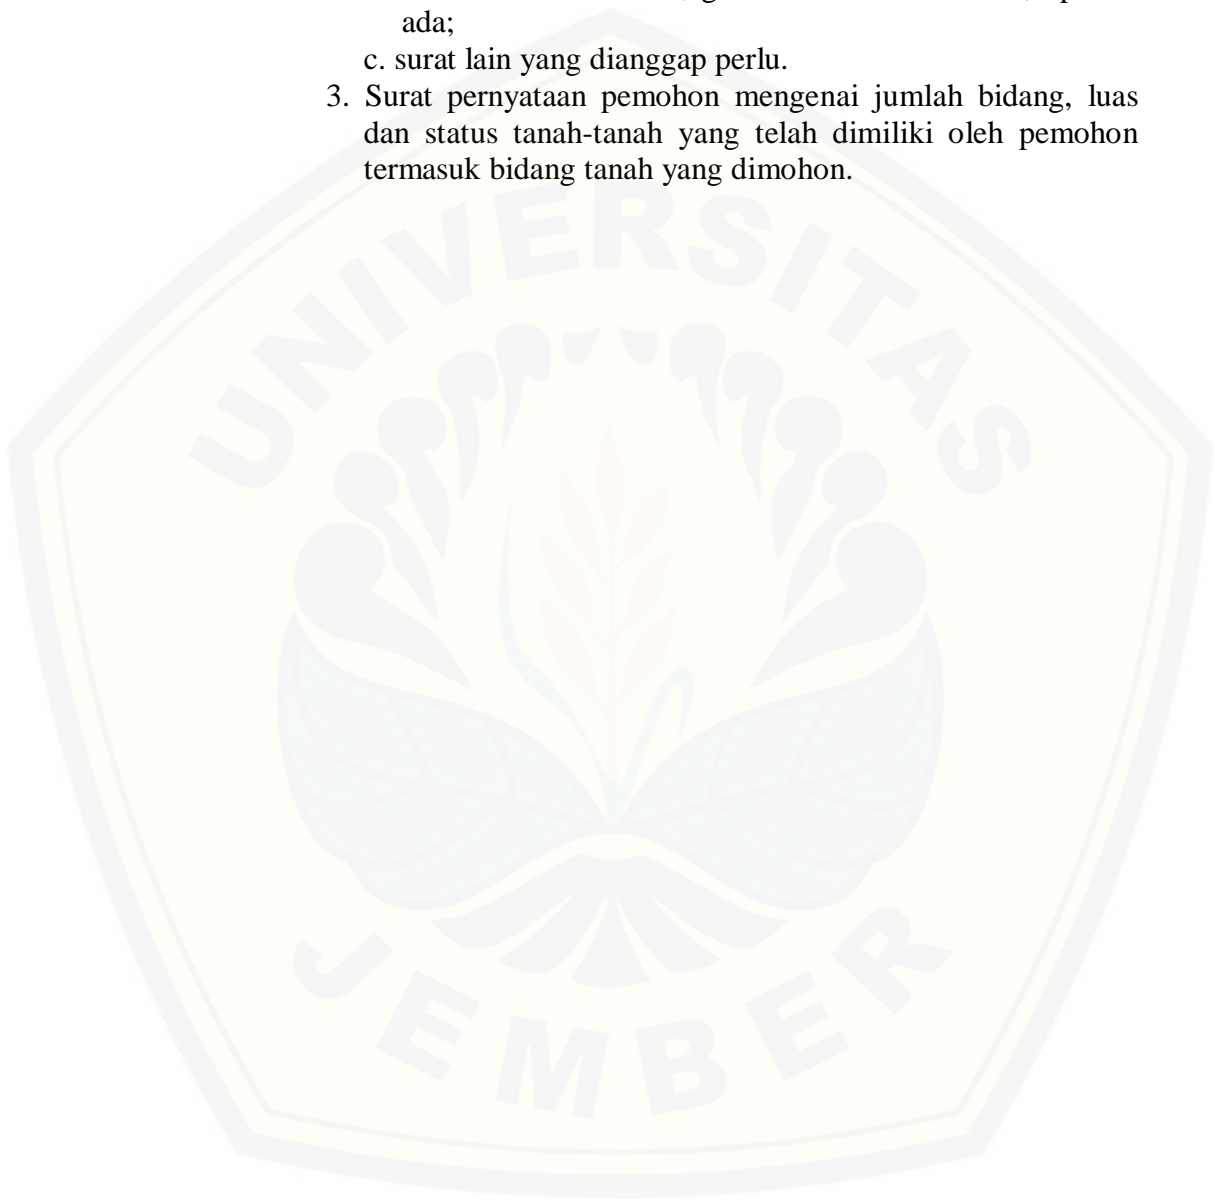 ada;
c. surat lain yang dianggap perlu.
3. Surat pernyataan pemohon mengenai jumlah bidang, luas
dan status tanah-tanah yang telah dimiliki oleh pemohon
termasuk bidang tanah yang dimohon.
UNIVERSITAS
JEMBER